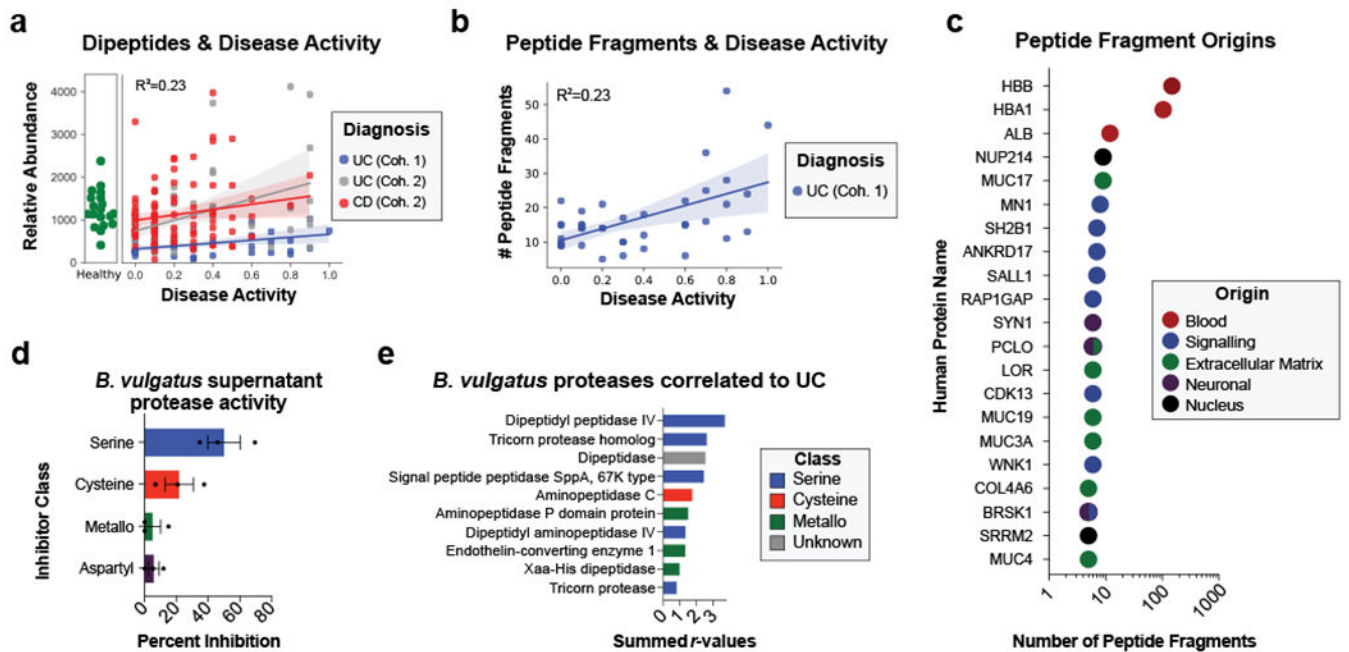 a
Dipeptides & Disease Activity
R²=0.23
Relative Abundance
4000
3000
2000
1000
0
Healthy
0.0 0.2 0.4 0.6 0.8 1.0
Disease Activity
Diagnosis
UC (Coh. 1)
UC (Coh. 2)
CD (Coh. 2)
b
Peptide Fragments & Disease Activity
R²=0.23
# Peptide Fragments
50
40
30
20
10
0.0 0.2 0.4 0.6 0.8 1.0
Disease Activity
Diagnosis
UC (Coh. 1)
c
Peptide Fragment Origins
Human Protein Name
HBB
HBA1
ALB
NUP214
MUC17
MN1
SH2B1
ANKRD17
SALL1
RAP1GAP
SYN1
PCLO
LOR
CDK13
MUC19
MUC3A
WNK1
COL4A6
BRSK1
SRRM2
MUC4
1 10 100 1000
Number of Peptide Fragments
Origin
Blood
Signalling
Extracellular Matrix
Neuronal
Nucleus
d
B. vulgatus supernatant
protease activity
Inhibitor Class
Serine
Cysteine
Metallo
Aspartyl
0 20 40 60 80
Percent Inhibition
e
B. vulgatus proteases correlated to UC
Dipeptidyl peptidase IV
Tricorn protease homolog
Dipeptidase
Signal peptide peptidase SppA, 67K type
Aminopeptidase C
Aminopeptidase P domain protein
Dipeptidyl aminopeptidase IV
Endothelin-converting enzyme 1
Xaa-His dipeptidase
Tricorn protease
0 1 2 3
Summed r-values
Class
Serine
Cysteine
Metallo
Unknown